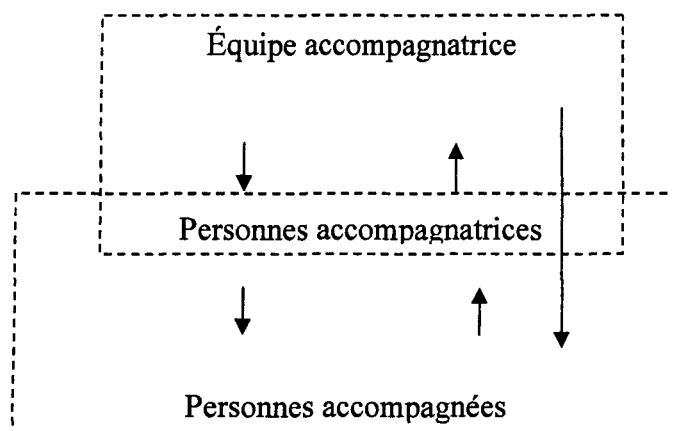 Équipe accompagnatrice
Personnes accompagnatrices
Personnes accompagnées